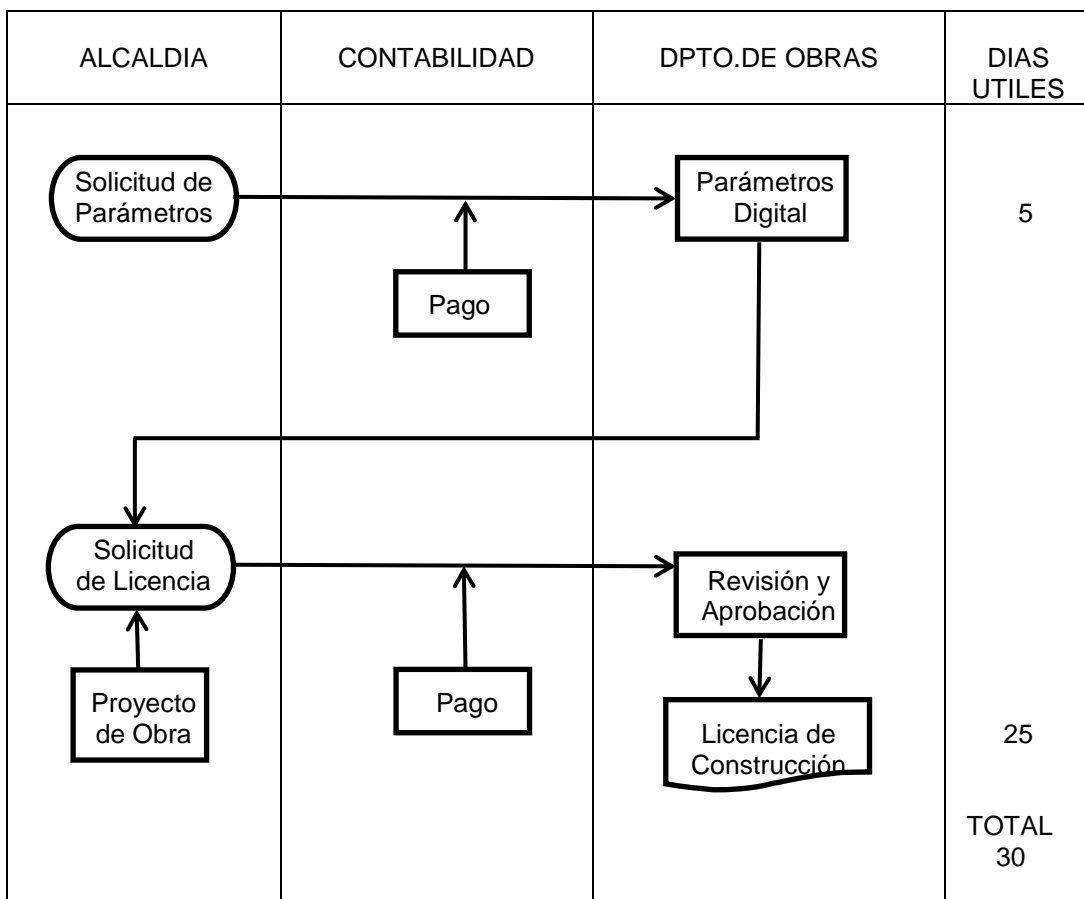 ALCALDIA
CONTABILIDAD
DPTO.DE OBRAS
DIAS
UTILES
Solicitud de
Parámetros
Parámetros
Digital
5
Pago
Solicitud
de Licencia
Revisión y
Aprobación
Proyecto
de Obra
Pago
Licencia de
Construcción
25
TOTAL
30